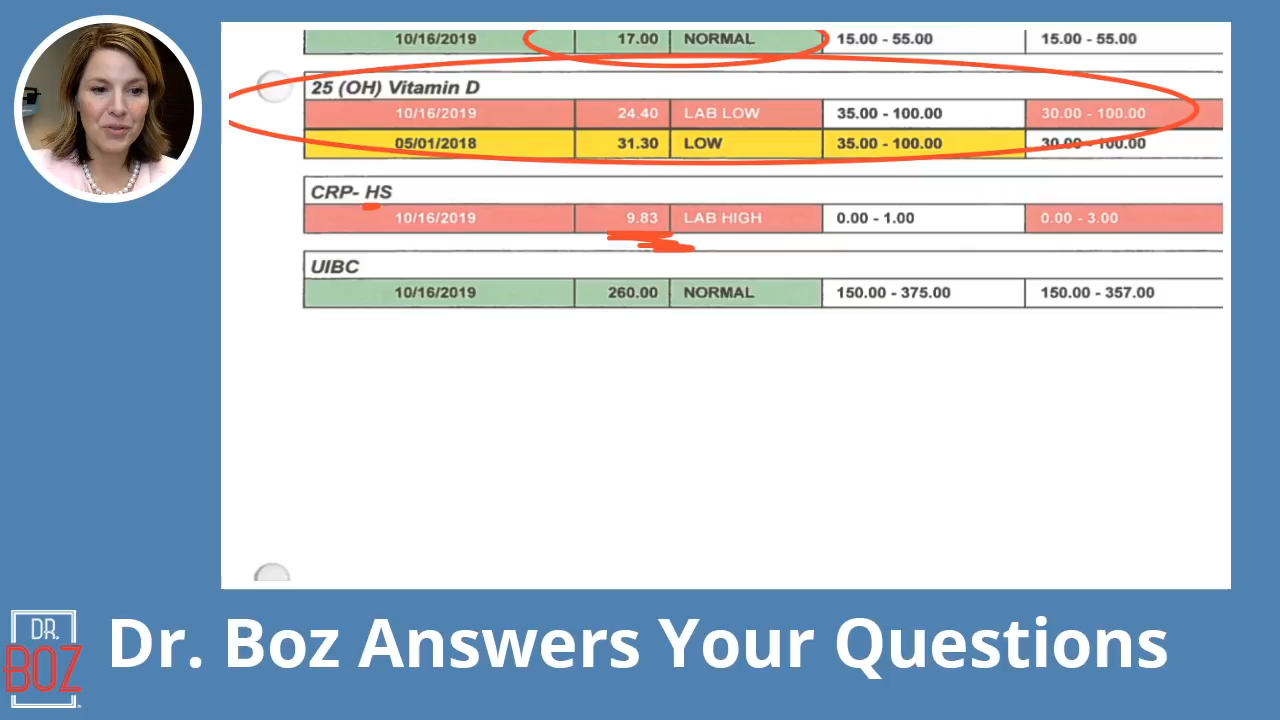 10/16/2019 17.00 NORMAL 15.00 - 55.00 15.00 - 55.00
25 (OH) Vitamin D
10/16/2019 24.40 LAB LOW 35.00 - 100.00 30.00 - 100.00
05/01/2018 31.30 LOW 35.00 - 100.00 30.00 - 100.00
CRP- HS
10/16/2019 9.83 LAB HIGH 0.00 - 1.00 0.00 - 3.00
UIBC
10/16/2019 260.00 NORMAL 150.00 - 375.00 150.00 - 357.00
DR.
BOZ
Dr. Boz Answers Your Questions